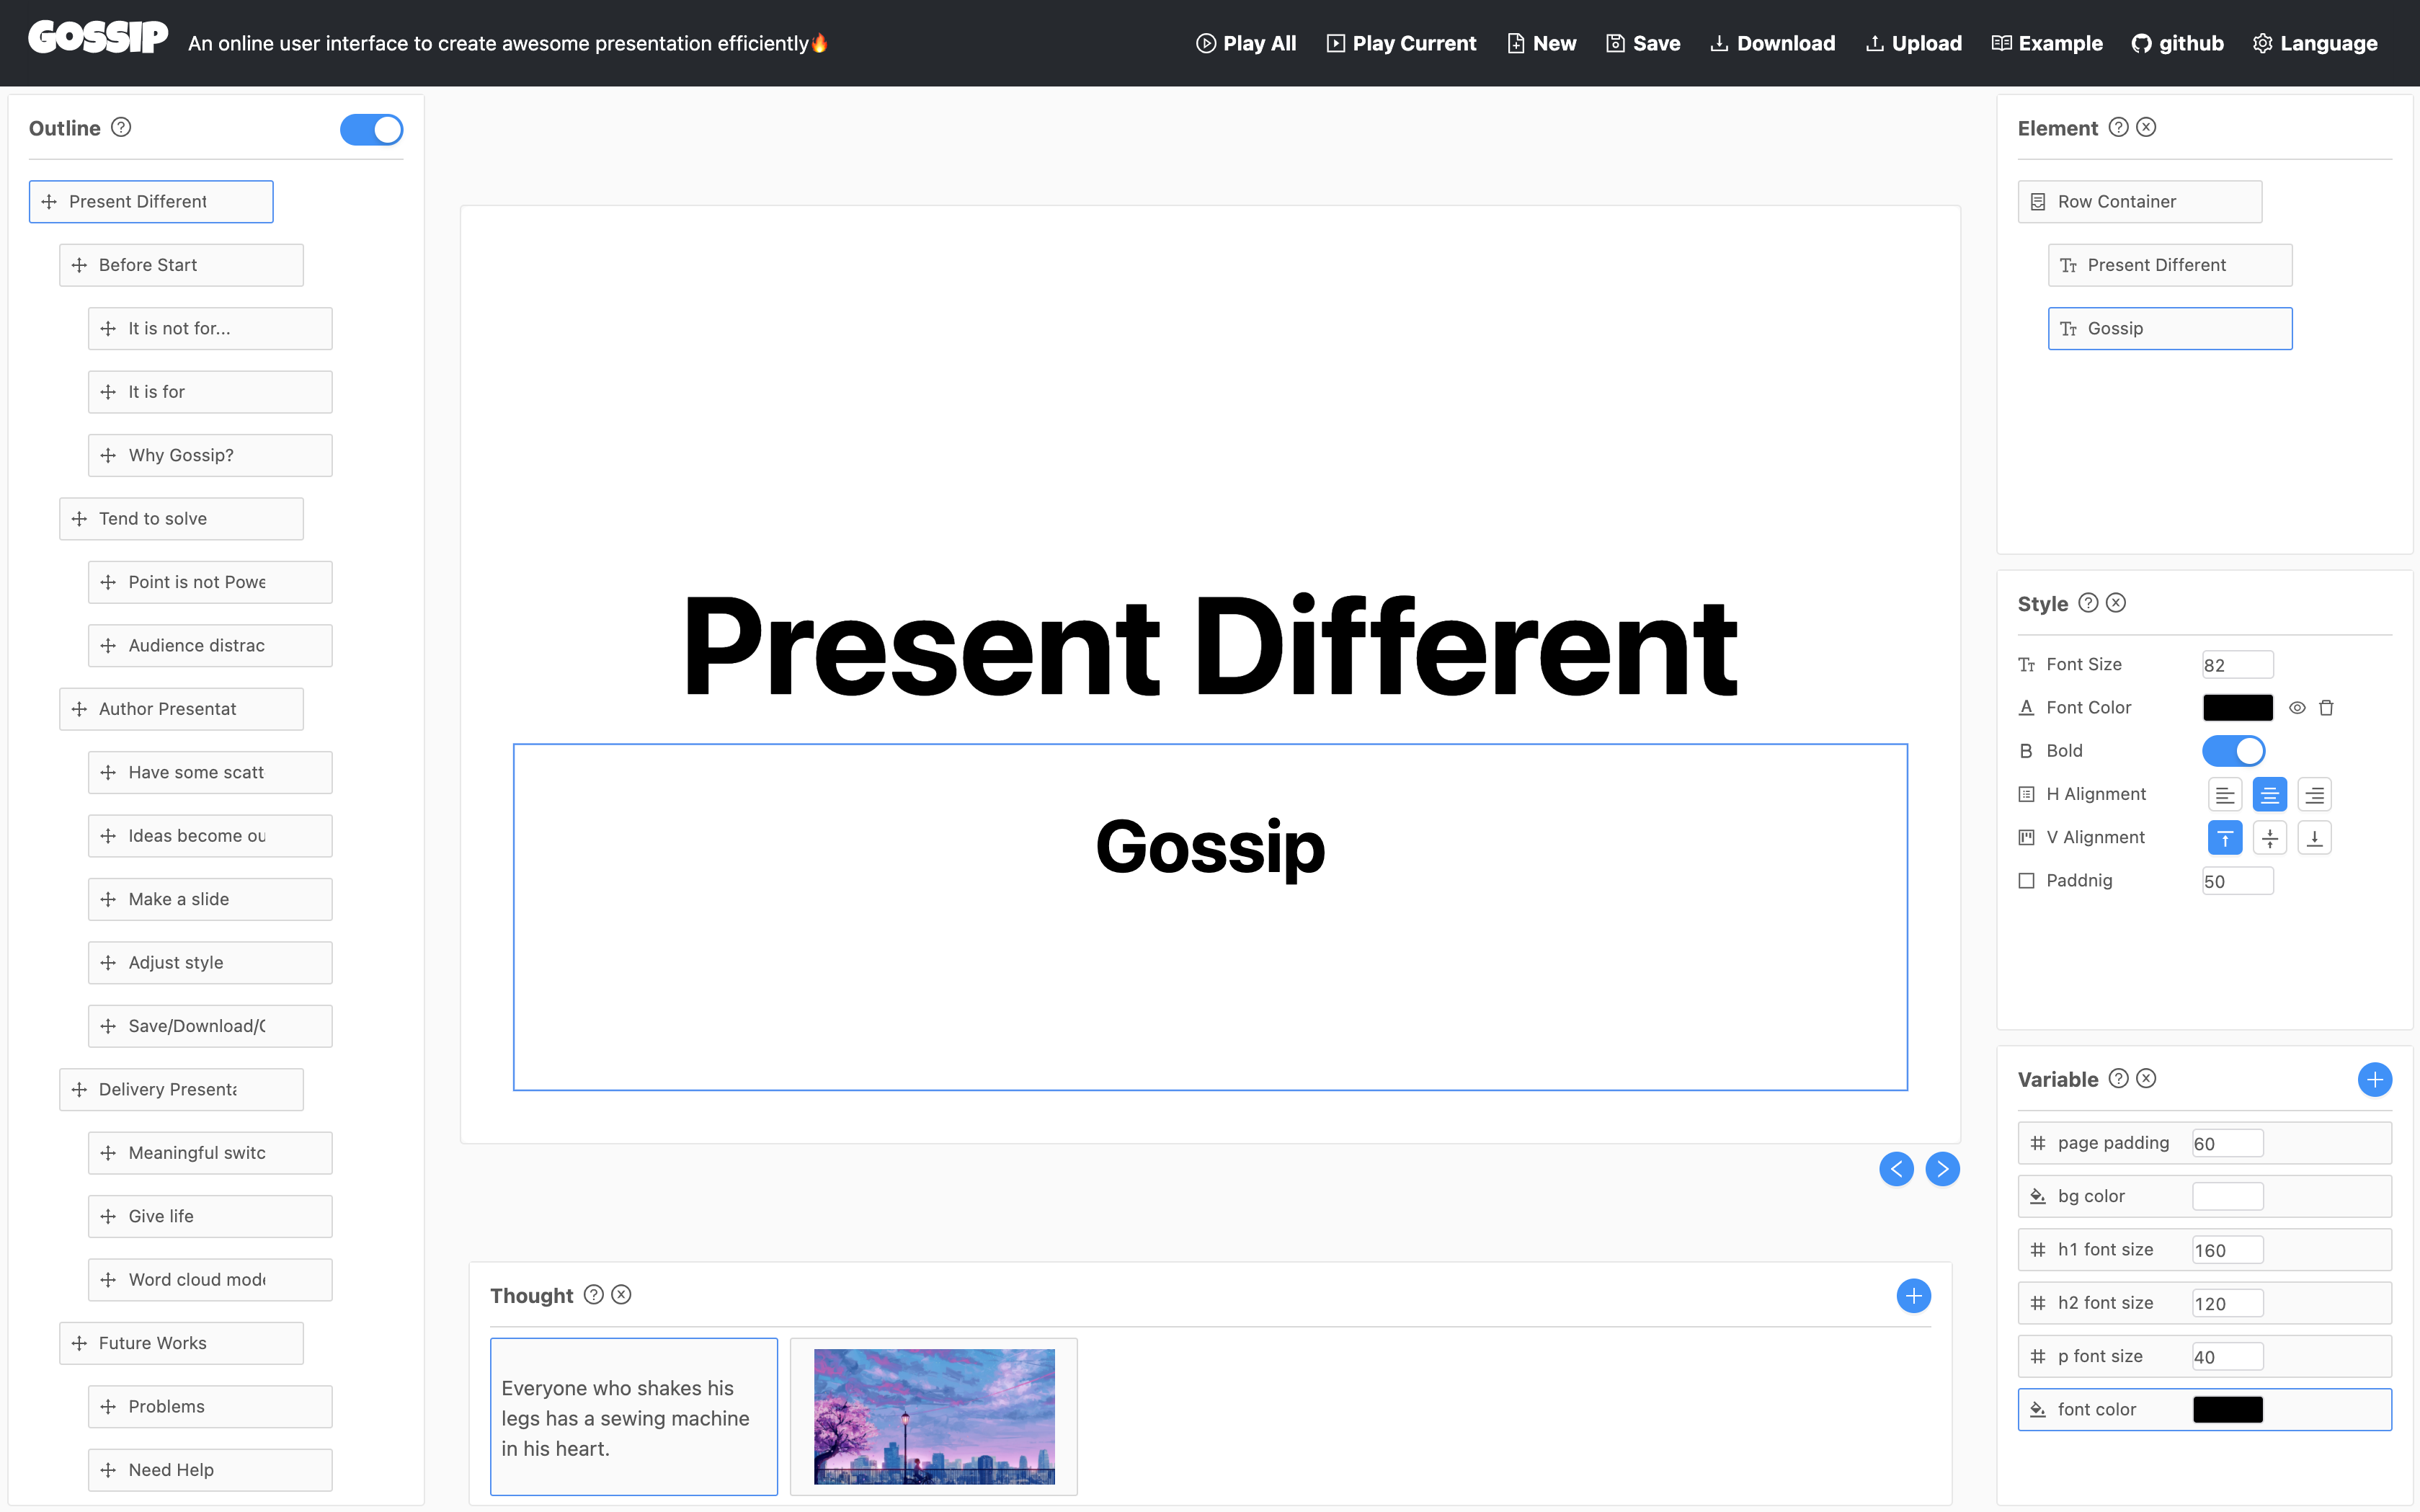 GOSSIP
An online user interface to create awesome presentation efficiently🔥
Play All
Play Current
New
Save
Download
Upload
Example
github
Language
Outline
Present Different
Before Start
It is not for...
It is for
Why Gossip?
Tend to solve
Point is not Powe
Audience distrac
Author Presentat
Have some scatt
Ideas become ou
Make a slide
Adjust style
Save/Download/
Delivery Present
Meaningful switc
Give life
Word cloud mod
Future Works
Problems
Need Help
Present Different
Gossip
Thought
Everyone who shakes his
legs has a sewing machine
in his heart.
Element
Row Container
Present Different
Gossip
Style
Font Size 82
Font Color
Bold
H Alignment
V Alignment
Paddnig 50
Variable
page padding 60
bg color
h1 font size 160
h2 font size 120
p font size 40
font color